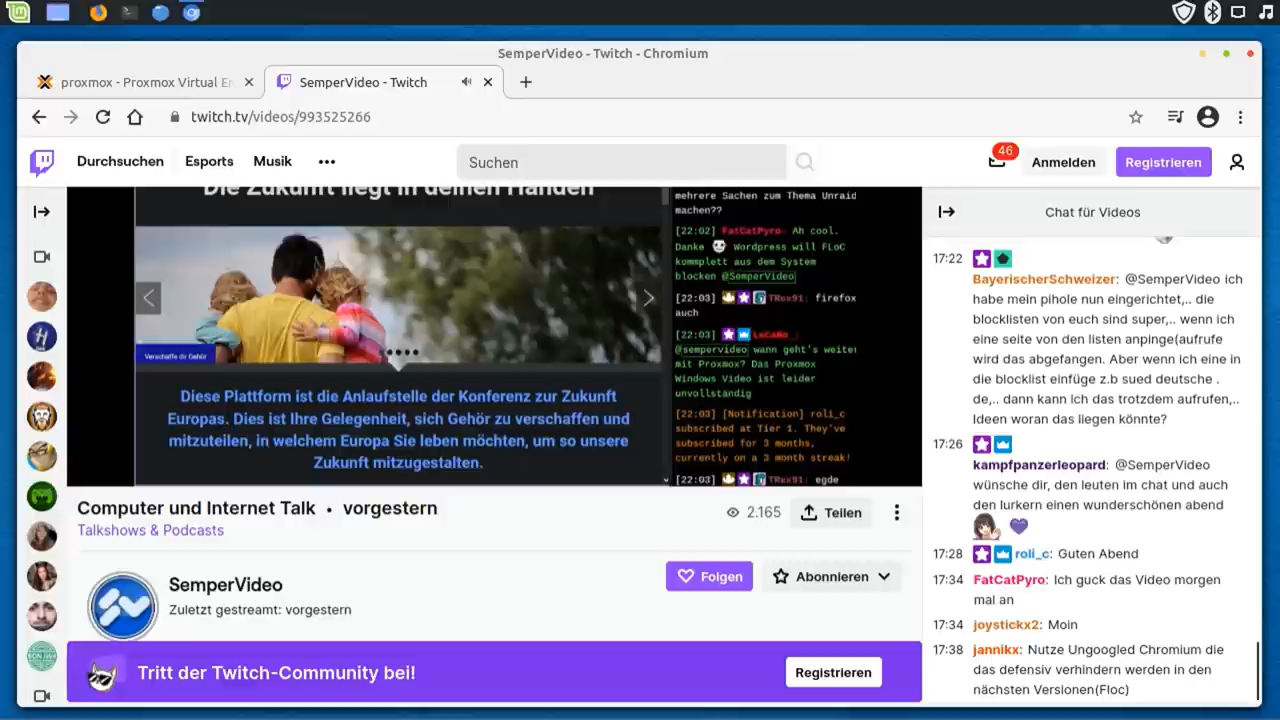 SemperVideo - Twitch - Chromium
proxmox - Proxmox Virtual En
SemperVideo - Twitch
twitch.tv/videos/993525266
Durchsuchen
Esports
Musik
Suchen
46
Anmelden
Registrieren
Die Zukunft liegt in deinen Händen
Verschaffe dir Gehör
Diese Plattform ist die Anlaufstelle der Konferenz zur Zukunft
Europas. Dies ist Ihre Gelegenheit, sich Gehör zu verschaffen und
mitzuteilen, in welchem Europa Sie leben möchten, um so unsere
Zukunft mitzugestalten.
mehrere Sachen zum Thema Unraid
machen??
[22:02] FatCatPyro: Ah cool.
Danke Wordpress will FLoC
kommplett aus dem System
blocken @SemperVideo
[22:03] TRex91: firefox
auch
[22:03] LuCaNo :
@sempervideo wann geht's weiter
mit Proxmox? Das Proxmox
Windows Video ist leider
unvollständig
[22:03] [Notification] roli_c
subscribed at Tier 1. They've
subscribed for 3 months,
currently on a 3 month streak!
[22:03] TRex91: egde
Computer und Internet Talk • vorgestern
Talkshows & Podcasts
2.165
Teilen
SemperVideo
Zuletzt gestreamt: vorgestern
Folgen
Abonnieren
Tritt der Twitch-Community bei!
Registrieren
Chat für Videos
17:22
BayerischerSchweizer: @SemperVideo ich
habe mein pihole nun eingerichtet,.. die
blocklisten von euch sind super,.. wenn ich
eine seite von den listen anpinge(aufrufe
wird das abgefangen. Aber wenn ich eine in
die blocklist einfüge z.b sued deutsche .
de,.. dann kann ich das trotzdem aufrufen,..
Ideen woran das liegen könnte?
17:26
kampfpanzerleopard: @SemperVideo
wünsche dir, den leuten im chat und auch
den lurkern einen wunderschönen abend
17:28 roli_c: Guten Abend
17:34 FatCatPyro: Ich guck das Video morgen
mal an
17:34 joystickx2: Moin
17:38 jannikx: Nutze Ungoogled Chromium die
das defensiv verhindern werden in den
nächsten Versionen(Floc)